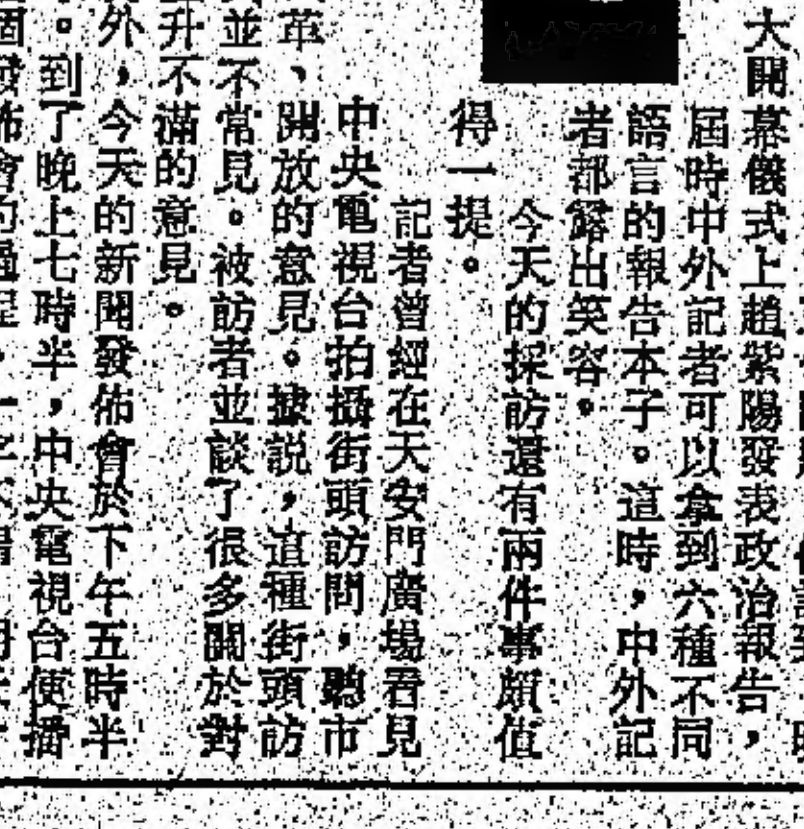 大開幕儀式上趙紫陽發表政治報告，
屆時中外記者可以拿到六種不同
語言的報告本子。這時，中外記
者都露出笑容。
今天的採訪還有兩件事頗值
得一提。
記者曾經在天安門廣場看見
中央電視台拍攝街頭訪問，聽市
革、開放的意見。據説，這種街頭訪
並不常見。被訪者並談了很多關於對
升不滿的意見。
外，今天的新聞發佈會於下午五時半
。到了晚上七時半，中央電視台便播